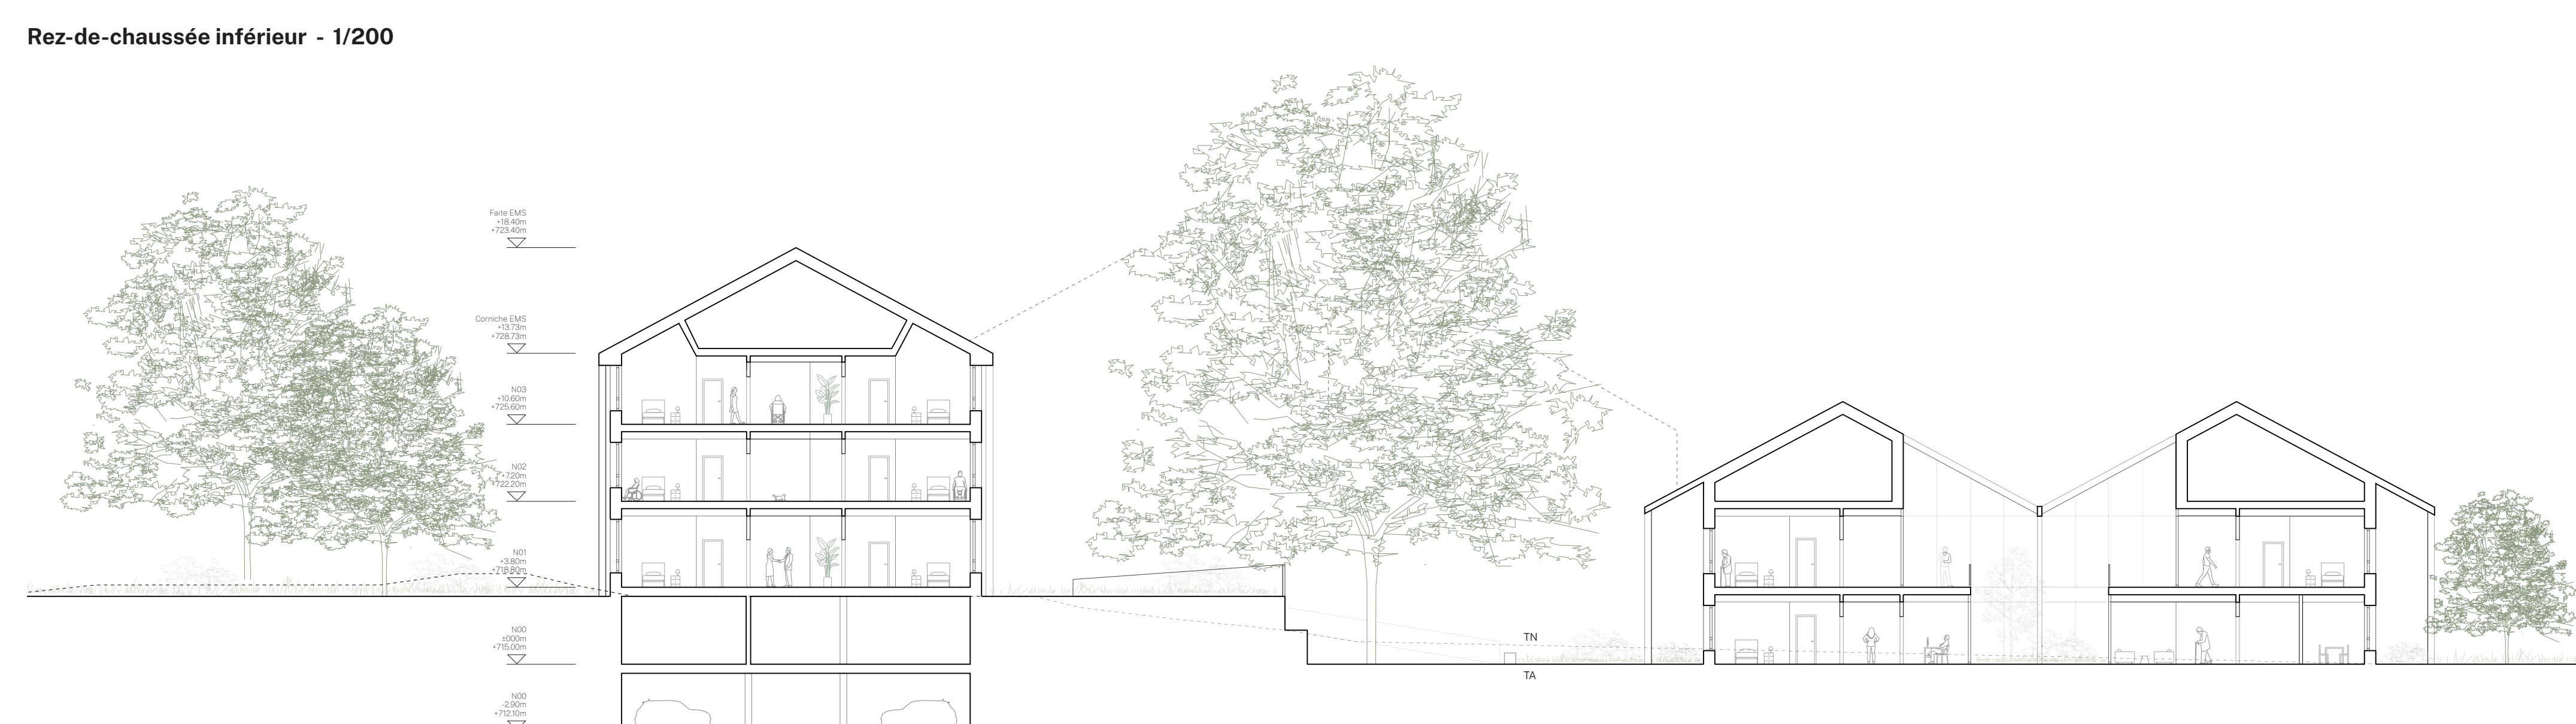 Rez-de-chaussée inférieur - 1/200
Faite EMS
+18.40m
+723.40m
Corniche EMS
+13.73m
+728.73m
N03
+10.60m
+725.60m
N02
+7.20m
+722.20m
N01
+3.80m
+718.80m
N00
±000m
+715.00m
N00
-2.90m
+712.10m
TN
TA